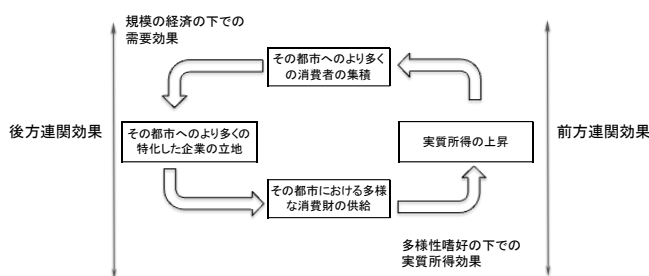 規模の経済の下での
需要効果
その都市へのより多く
の消費者の集積
後方連関効果
その都市へのより多くの
特化した企業の立地
実質所得の上昇
前方連関効果
その都市における多様
な消費財の供給
多様性嗜好の下での
実質所得効果